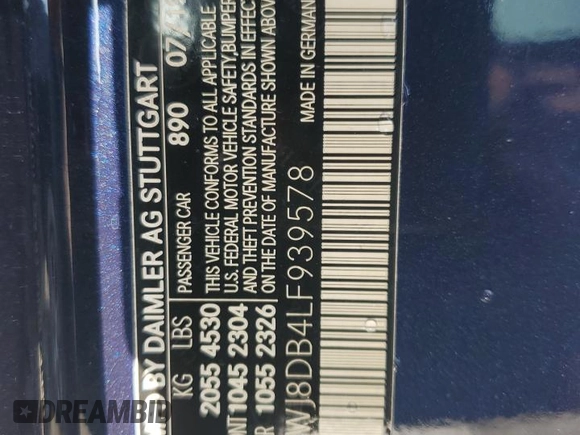 BY DAIMLER AG STUTTGART
KG LBS PASSENGER CAR 890 07/
2055 4530 THIS VEHICLE CONFORMS TO ALL APPLICABLE
U.S. FEDERAL MOTOR VEHICLE SAFETY, BUMPER
1045 2304 AND THEFT PREVENTION STANDARDS IN EFFECT
1055 2326 ON THE DATE OF MANUFACTURE SHOWN ABOVE
WJ8DB4LF939578 MADE IN GERMANY
DREAMBID